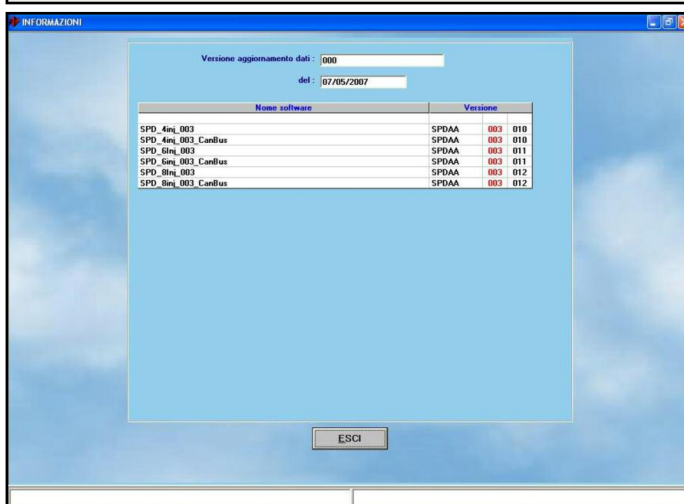 INFORMAZIONI
Versione aggiornamento dati : 000
del : 07/05/2007
Nome software Versione
SPD_4inj_003 SPDAA 003 010
SPD_4inj_003_CanBus SPDAA 003 010
SPD_6Inj_003 SPDAA 003 011
SPD_6inj_003_CanBus SPDAA 003 011
SPD_8Inj_003 SPDAA 003 012
SPD_8inj_003_CanBus SPDAA 003 012
ESCI